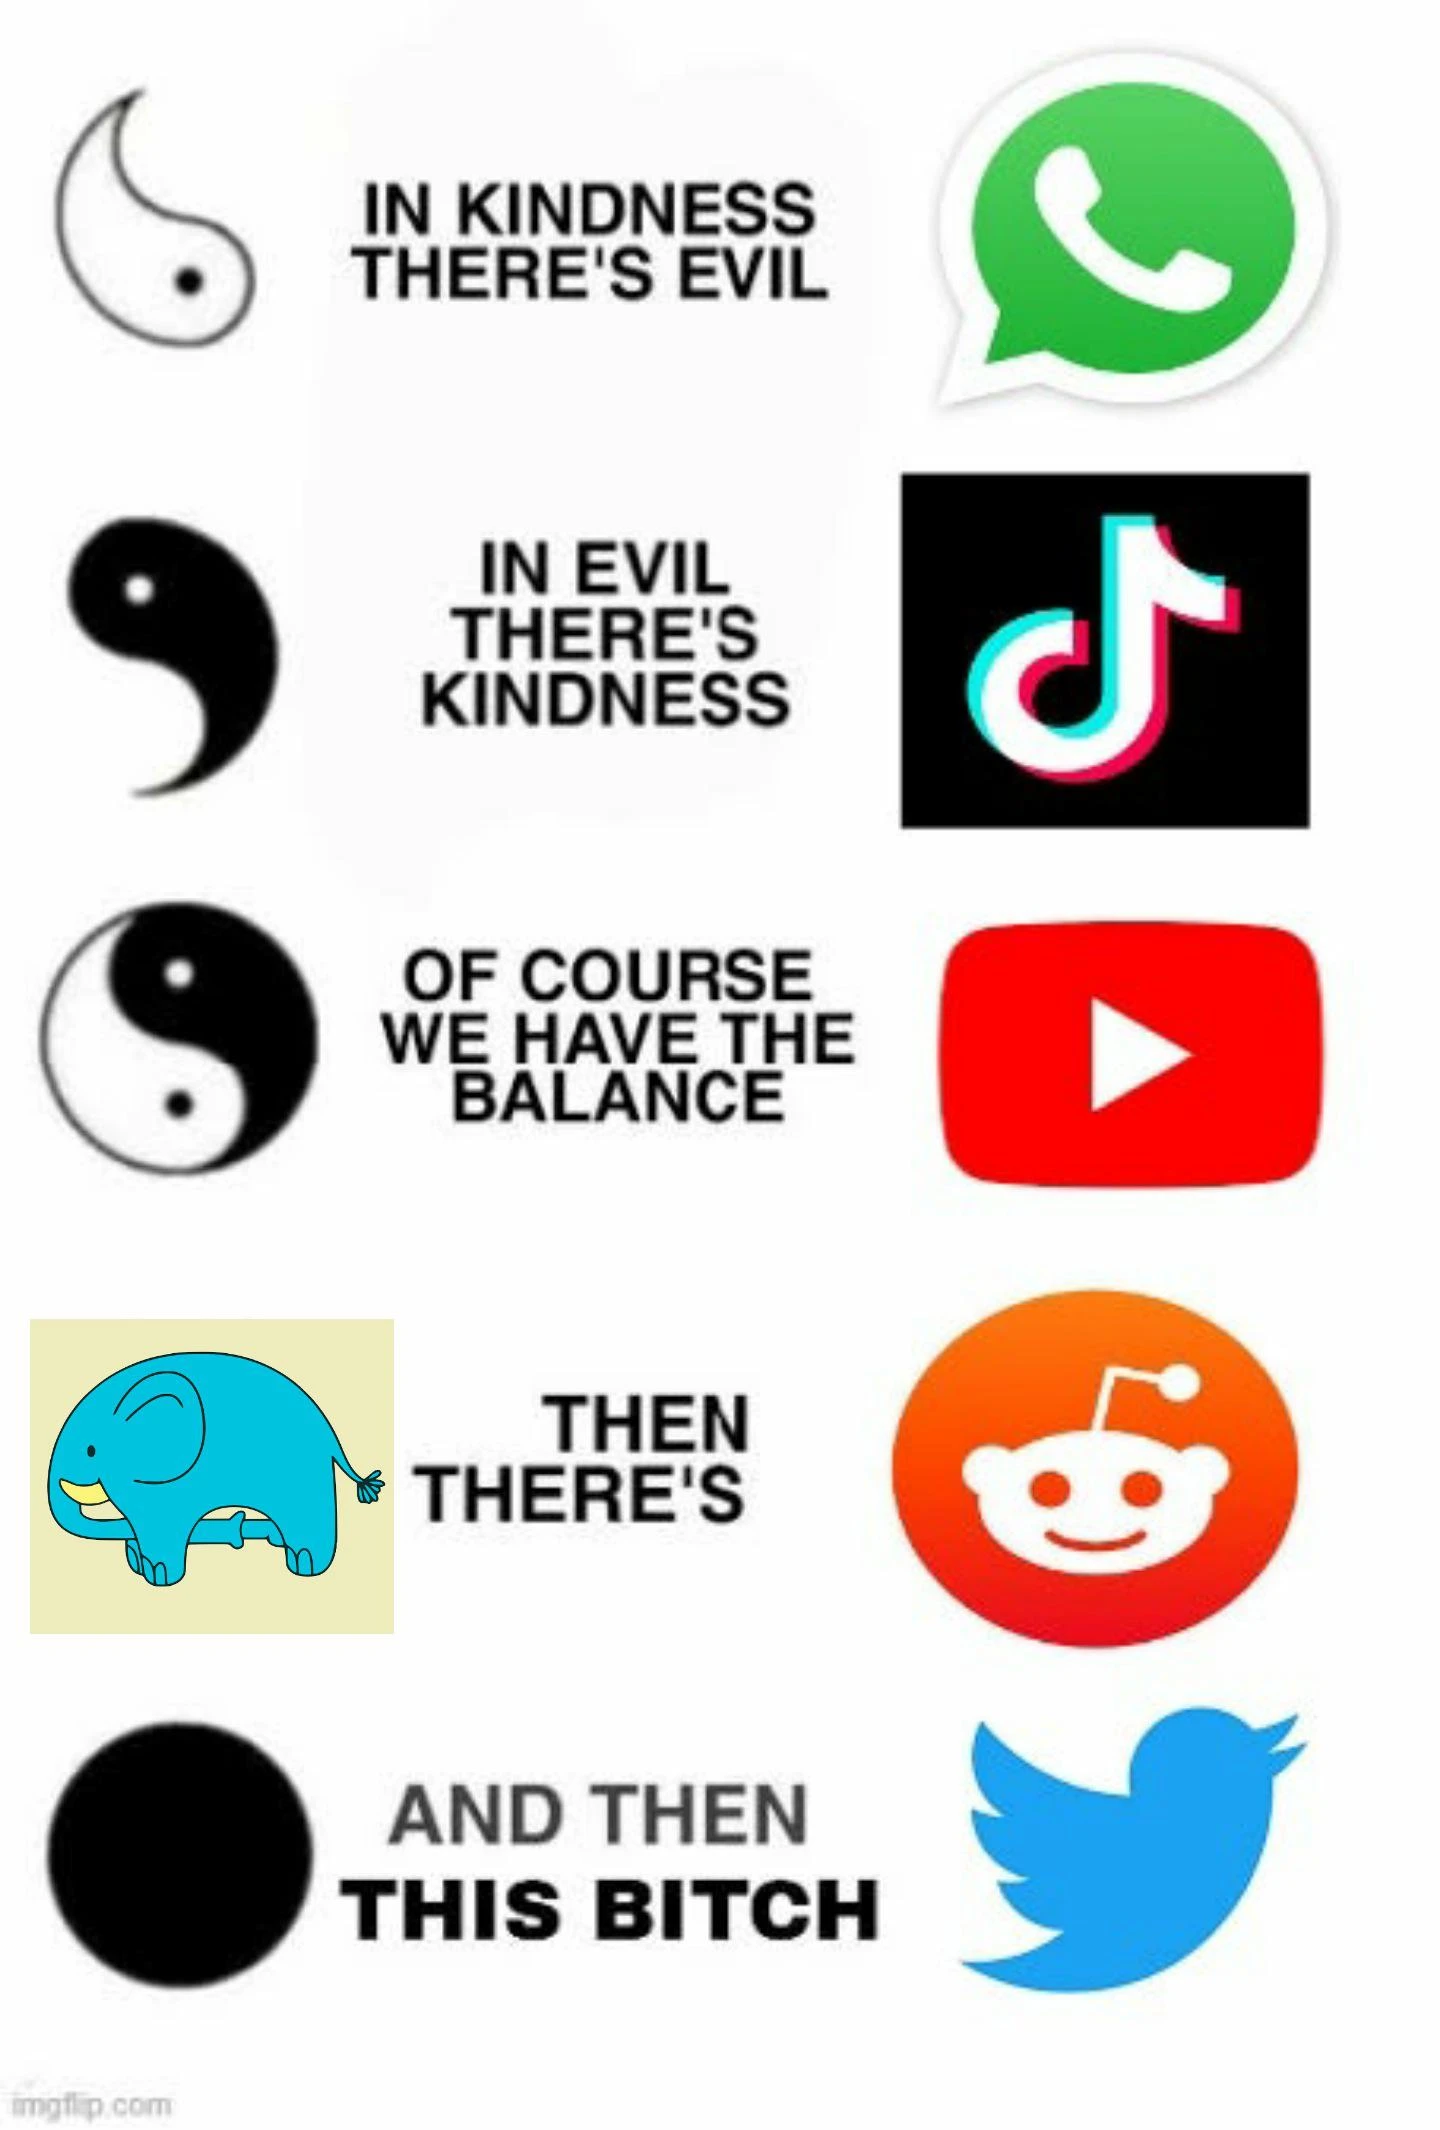 IN KINDNESS
THERE'S EVIL
IN EVIL
THERE'S
KINDNESS
OF COURSE
WE HAVE THE
BALANCE
THEN
THERE'S
AND THEN
THIS BITCH
imgflip.com